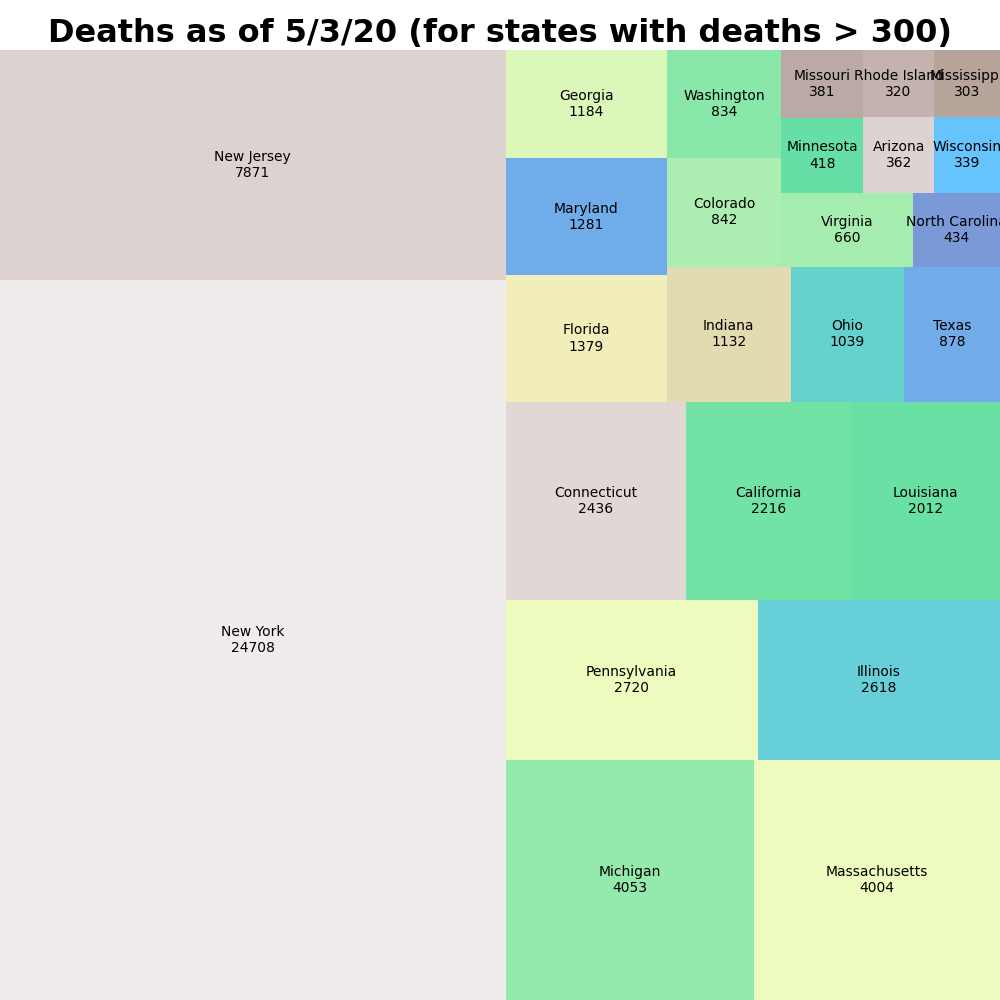 Deaths as of 5/3/20 (for states with deaths > 300)
New Jersey
7871
New York
24708
Georgia
1184
Washington
834
Missouri
381
Rhode Island
320
Mississipp
303
Maryland
1281
Colorado
842
Minnesota
418
Arizona
362
Wisconsin
339
Virginia
660
North Carolina
434
Florida
1379
Indiana
1132
Ohio
1039
Texas
878
Connecticut
2436
California
2216
Louisiana
2012
Pennsylvania
2720
Illinois
2618
Michigan
4053
Massachusetts
4004